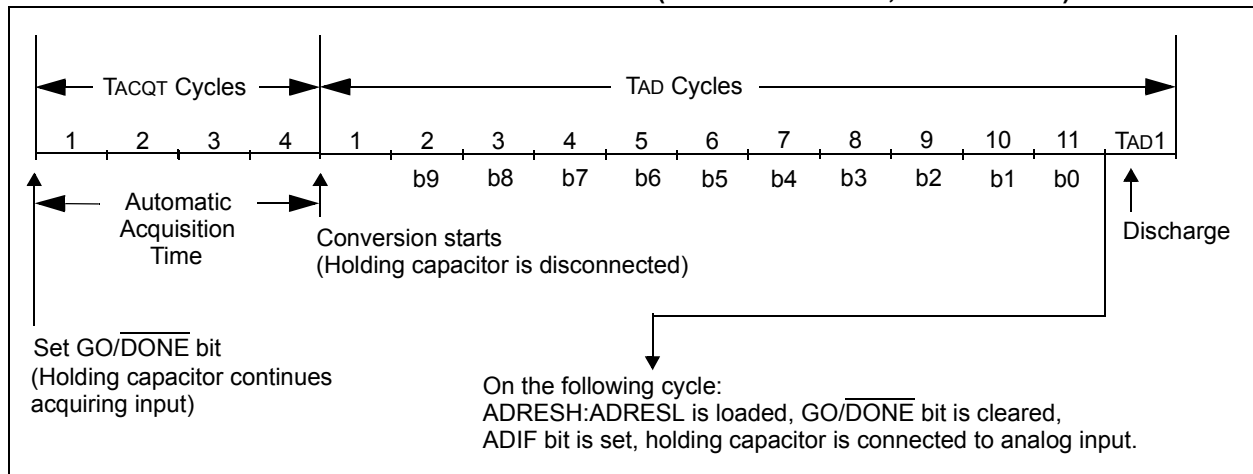 TACQT Cycles
TAD Cycles
1 2 3 4 1 2 3 4 5 6 7 8 9 10 11 TAD1
b9 b8 b7 b6 b5 b4 b3 b2 b1 b0
Automatic
Acquisition
Time
Conversion starts
(Holding capacitor is disconnected)
Discharge
Set GO/DONE bit
(Holding capacitor continues
acquiring input)
On the following cycle:
ADRESH:ADRESL is loaded, GO/DONE bit is cleared,
ADIF bit is set, holding capacitor is connected to analog input.